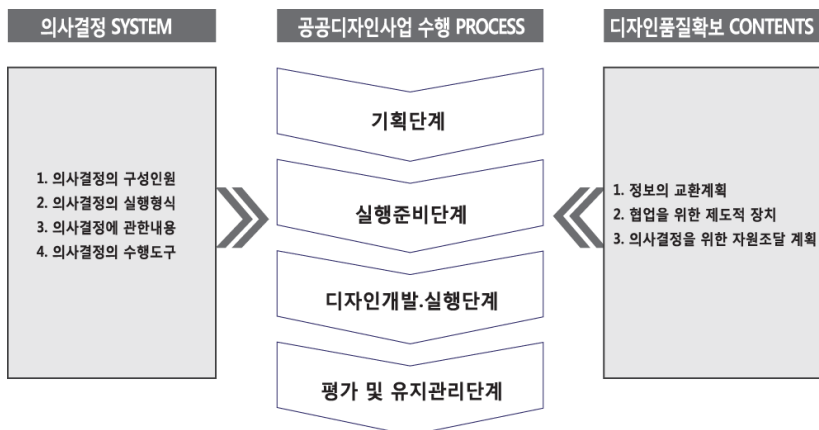 의사결정 SYSTEM
1. 의사결정의 구성인원
2. 의사결정의 실행형식
3. 의사결정에 관한내용
4. 의사결정의 수행도구
공공디자인사업 수행 PROCESS
기획단계
실행준비단계
디자인개발.실행단계
평가 및 유지관리단계
디자인품질확보 CONTENTS
1. 정보의 교환계획
2. 협업을 위한 제도적 장치
3. 의사결정을 위한 자원조달 계획